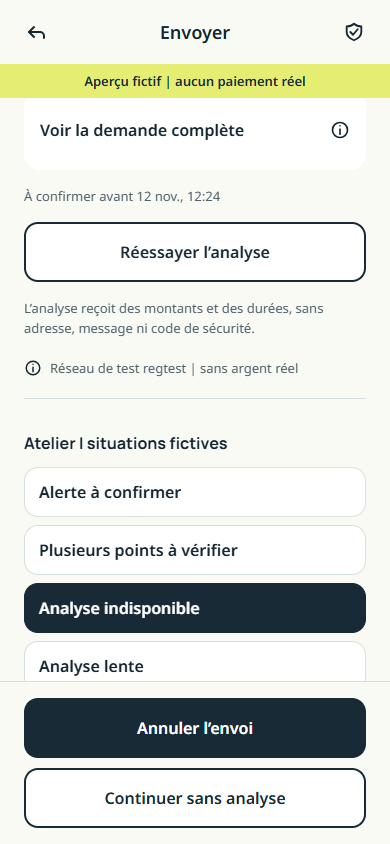 Envoyer
Aperçu fictif | aucun paiement réel
Voir la demande complète
À confirmer avant 12 nov., 12:24
Réessayer l’analyse
L’analyse reçoit des montants et des durées, sans
adresse, message ni code de sécurité.
Réseau de test regtest | sans argent réel
Atelier | situations fictives
Alerte à confirmer
Plusieurs points à vérifier
Analyse indisponible
Analyse lente
Annuler l’envoi
Continuer sans analyse